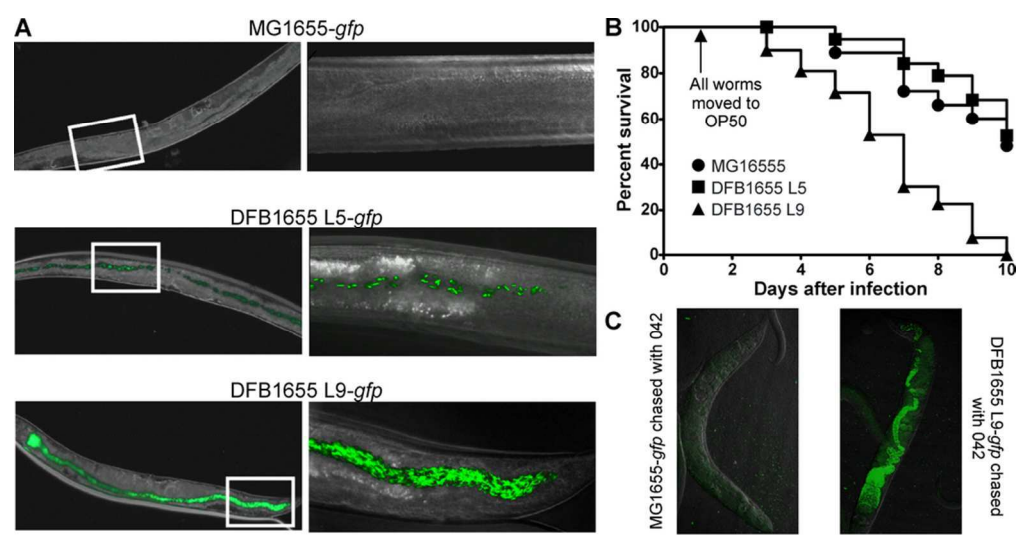 A
MG1655-gfp
DFB1655 L5-gfp
DFB1655 L9-gfp
B
Percent survival
100
80
60
40
20
0
All worms
moved to
OP50
MG16555
DFB1655 L5
DFB1655 L9
0 2 4 6 8 10
Days after infection
C
MG1655-gfp chased with 042
DFB1655 L9-gfp chased
with 042